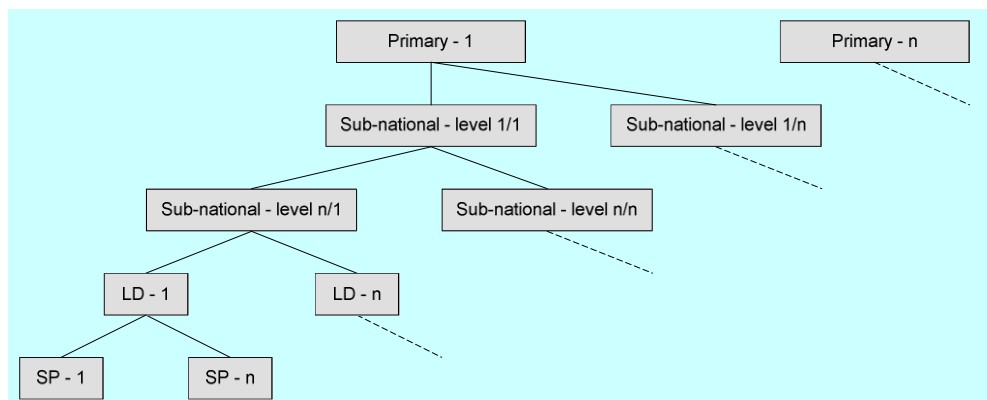 Primary - 1
Primary - n
Sub-national - level 1/1
Sub-national - level 1/n
Sub-national - level n/1
Sub-national - level n/n
LD - 1
LD - n
SP - 1
SP - n